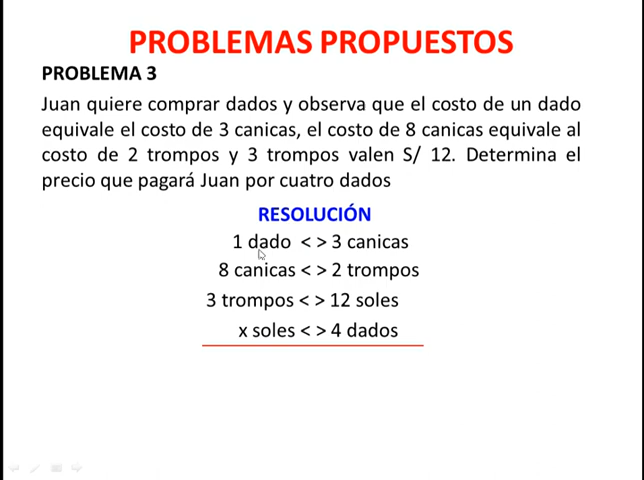 PROBLEMAS PROPUESTOS
PROBLEMA 3
Juan quiere comprar dados y observa que el costo de un dado
equivale el costo de 3 canicas, el costo de 8 canicas equivale al
costo de 2 trompos y 3 trompos valen S/ 12. Determina el
precio que pagará Juan por cuatro dados
RESOLUCIÓN
1 dado < > 3 canicas
8 canicas < > 2 trompos
3 trompos < > 12 soles
x soles < > 4 dados